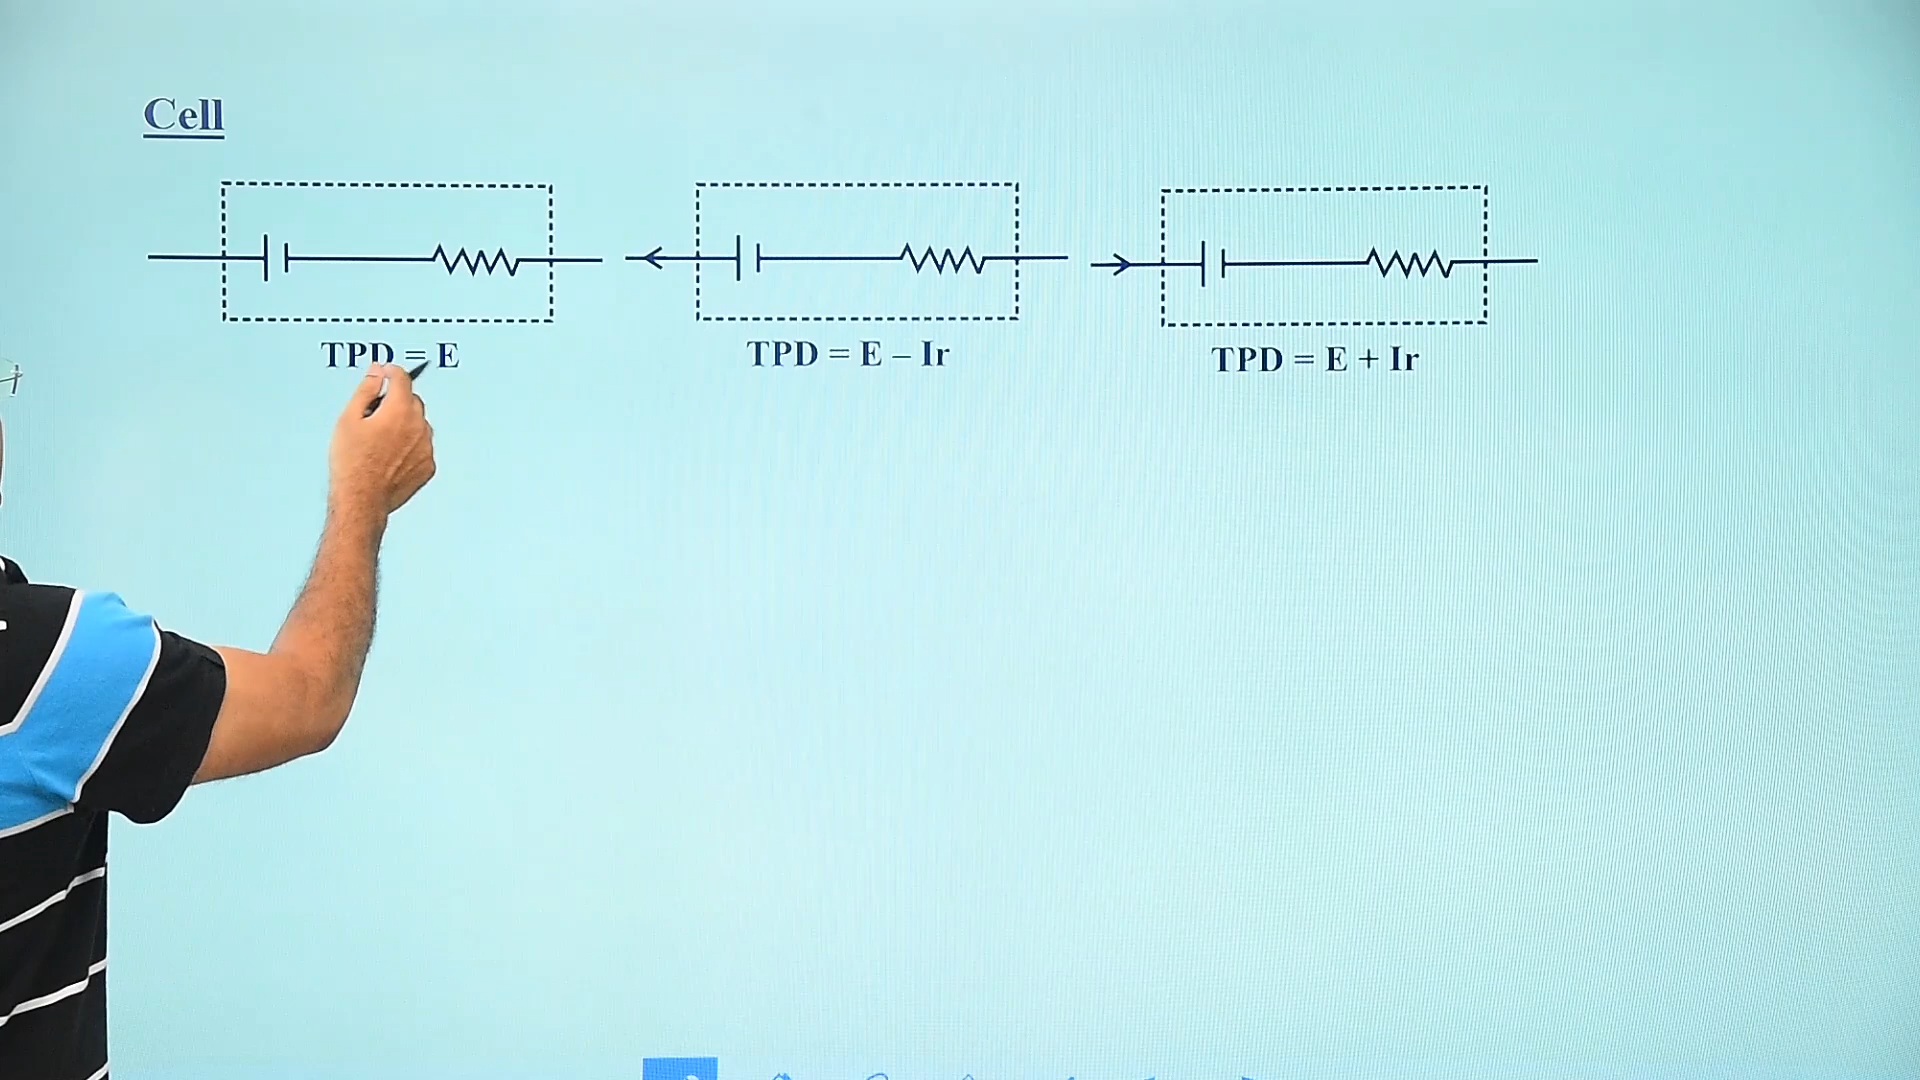 Cell
TPD = E
TPD = E – Ir
TPD = E + Ir